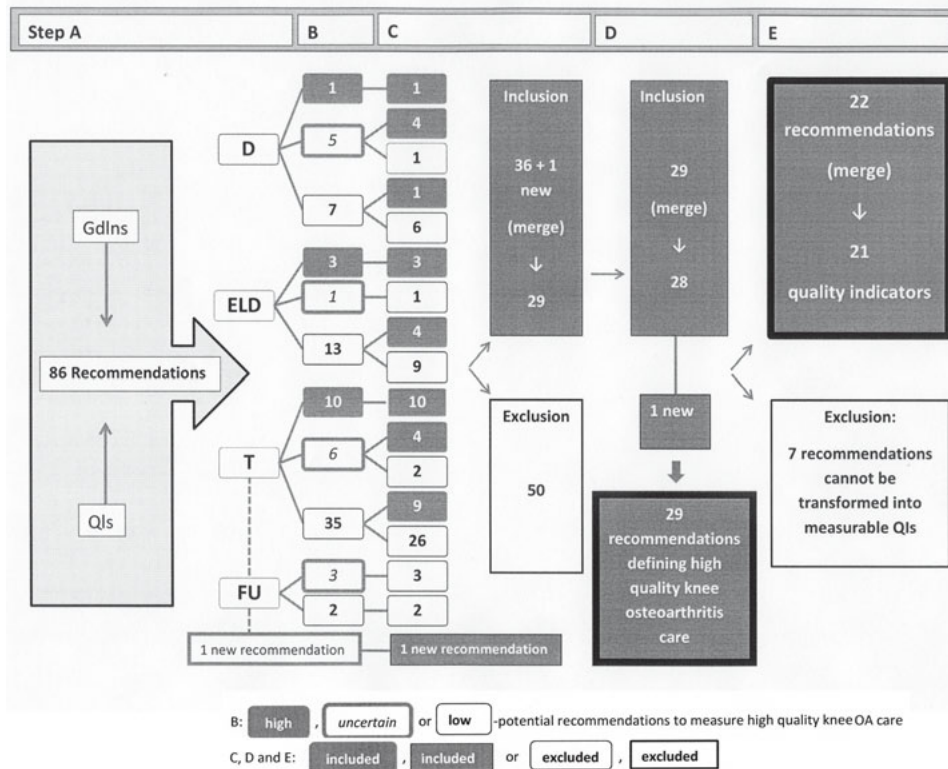 Step A
B
C
D
E
Gdlns
86 Recommendations
QIs
D
1
1
5
4
1
7
1
6
ELD
3
3
1
1
13
4
9
T
10
10
6
4
2
35
9
26
FU
3
3
2
2
1 new recommendation
1 new recommendation
Inclusion
36 + 1
new
(merge)
↓
29
Exclusion
50
Inclusion
29
(merge)
↓
28
1 new
29
recommendations
defining high
quality knee
osteoarthritis
care
22
recommendations
(merge)
↓
21
quality indicators
Exclusion:
7 recommendations
cannot be
transformed into
measurable QIs
B: high , uncertain or low -potential recommendations to measure high quality knee OA care
C, D and E: included , included or excluded , excluded